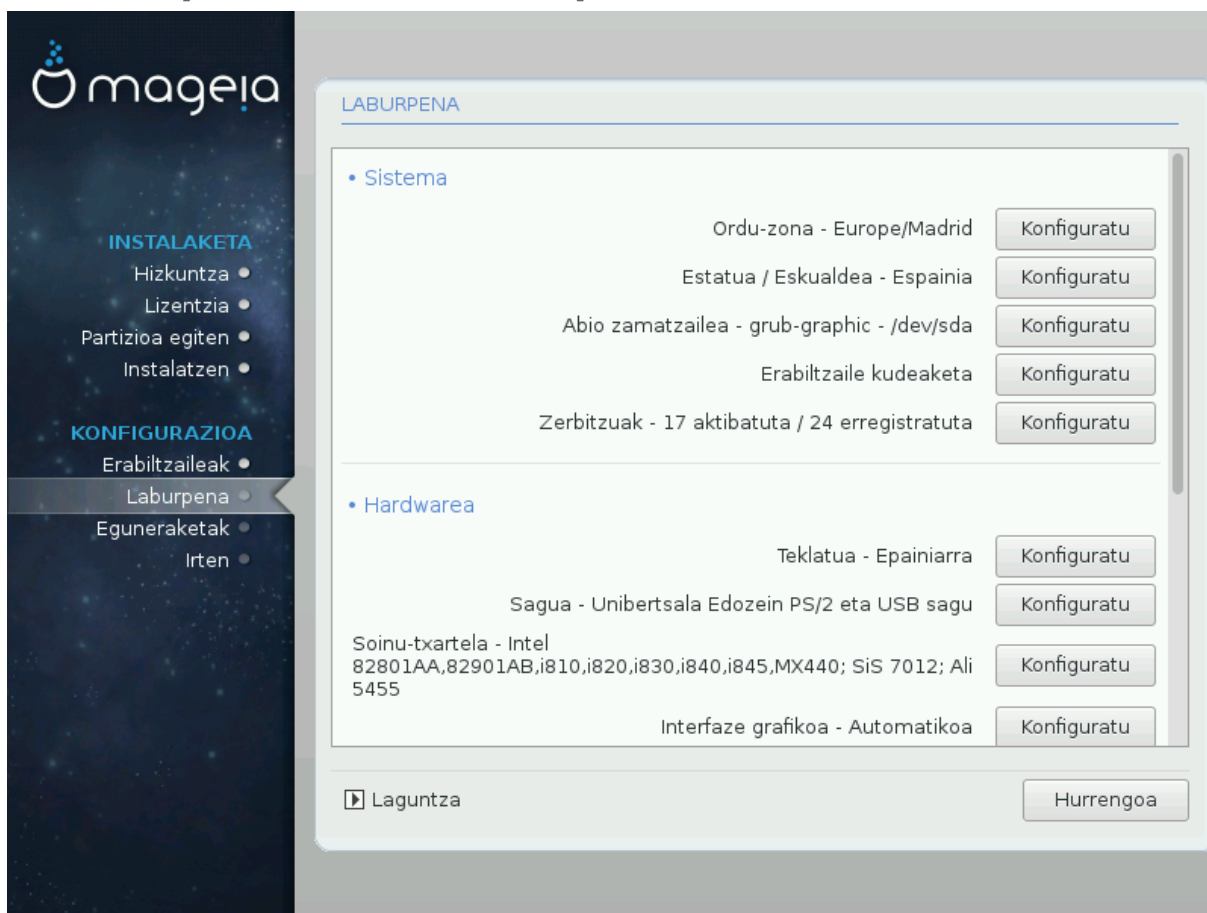 mageia
INSTALAKETA
Hizkuntza
Lizentzia
Partizioa egiten
Instalatzen
KONFIGURAZIOA
Erabiltzaileak
Laburpena
Eguneraketak
Irten
LABURPENA
• Sistema
Ordu-zona - Europe/Madrid Konfiguratu
Estatua / Eskualdea - Espainia Konfiguratu
Abio zamatzailea - grub-graphic - /dev/sda Konfiguratu
Erabiltzaile kudeaketa Konfiguratu
Zerbitzuak - 17 aktibatuta / 24 erregistratuta Konfiguratu
• Hardwarea
Teklatua - Epainiarra Konfiguratu
Sagua - Unibertsala Edozein PS/2 eta USB sagu Konfiguratu
Soinu-txartela - Intel
82801AA,82901AB,i810,i820,i830,i840,i845,MX440; SiS 7012; Ali Konfiguratu
5455
Interfaze grafikoa - Automatikoa Konfiguratu
Laguntza Hurrengoa